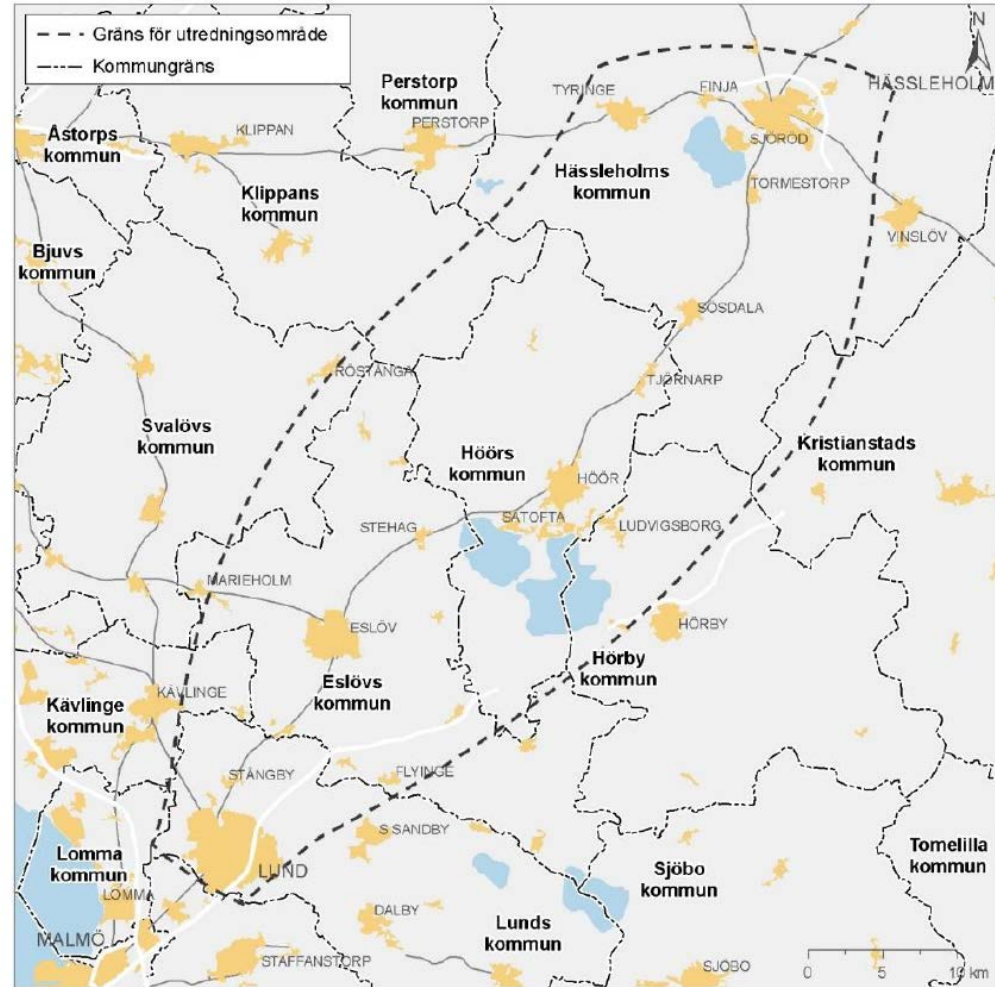 Gräns för utredningsområde
Kommungräns
N
HÄSSLEHOLM
Perstorp
kommun
TYRINGE
FINJA
PERSTORP
KLIPPAN
Åstorps
kommun
SJÖRÖD
Hässleholms
kommun
TORMESTORP
Klippans
kommun
VINSLÖV
Bjuvs
kommun
SÖSDALA
RÖSTÅNGA
TJÖRNARP
Svalövs
kommun
Höörs
kommun
Kristianstads
kommun
HÖÖR
SÄTOFTA
STEHAG
LUDVIGSBORG
MARIEHOLM
ESLÖV
HÖRBY
Hörby
kommun
Eslövs
kommun
KÄVLINGE
Kävlinge
kommun
STÅNGBY
FLYINGE
S SANDBY
Lomma
kommun
LUND
Tomelilla
kommun
Sjöbo
kommun
LOMMA
DALBY
Lunds
kommun
MALMÖ
STAFFANSTORP
SJÖBO
0 5 10 km